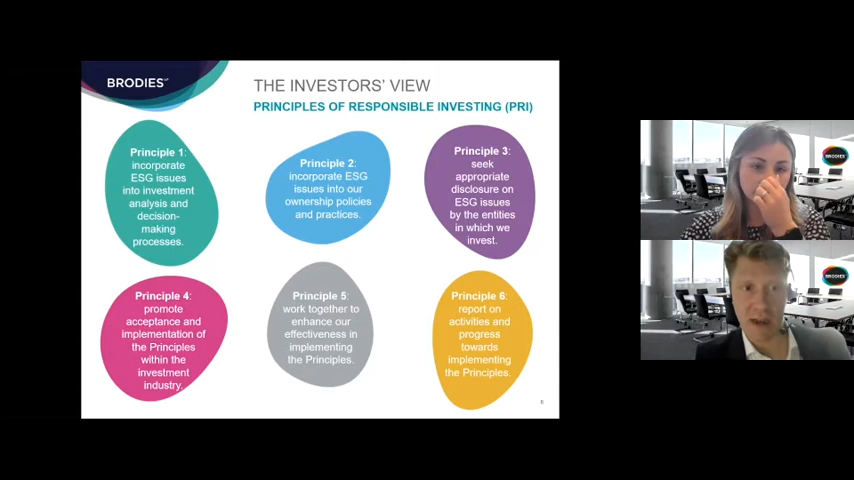 BRODIES LLP
THE INVESTORS' VIEW
PRINCIPLES OF RESPONSIBLE INVESTING (PRI)
Principle 1:
incorporate
ESG issues
into investment
analysis and
decision-
making
processes.
Principle 2:
incorporate ESG
issues into our
ownership policies
and practices.
Principle 3:
seek
appropriate
disclosure on
ESG issues
by the entities
in which we
invest.
Principle 4:
promote
acceptance and
implementation of
the Principles
within the
investment
industry.
Principle 5:
work together to
enhance our
effectiveness in
implementing
the Principles.
Principle 6:
report on
activities and
progress
towards
implementing
the Principles.
BRODIES
BRODIES